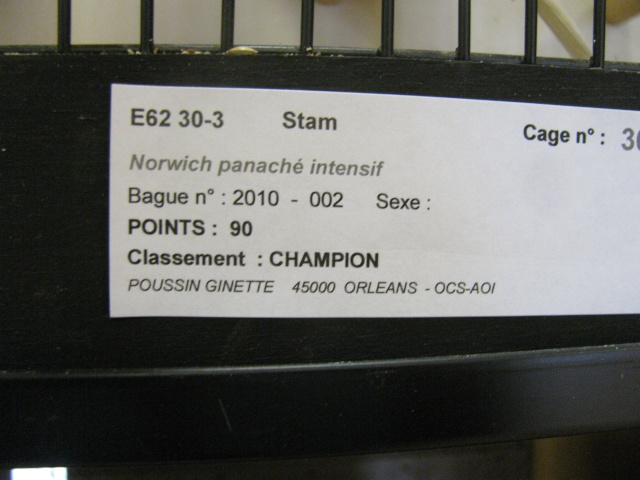 E62 30-3 Stam Cage n° :
Norwich panaché intensif
Bague n° : 2010 - 002 Sexe :
POINTS : 90
Classement : CHAMPION
POUSSIN GINETTE 45000 ORLEANS - OCS-AOI